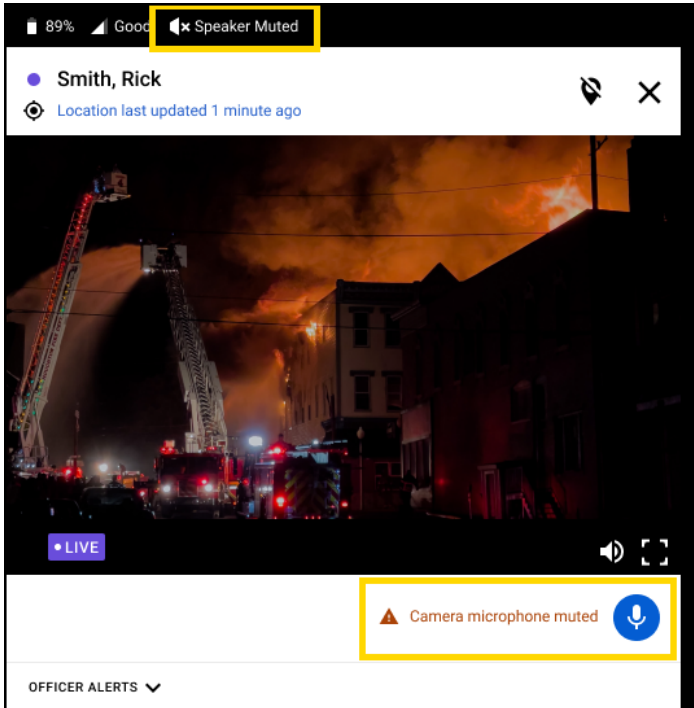 89% Good Speaker Muted
Smith, Rick
Location last updated 1 minute ago
LIVE
Camera microphone muted
OFFICER ALERTS